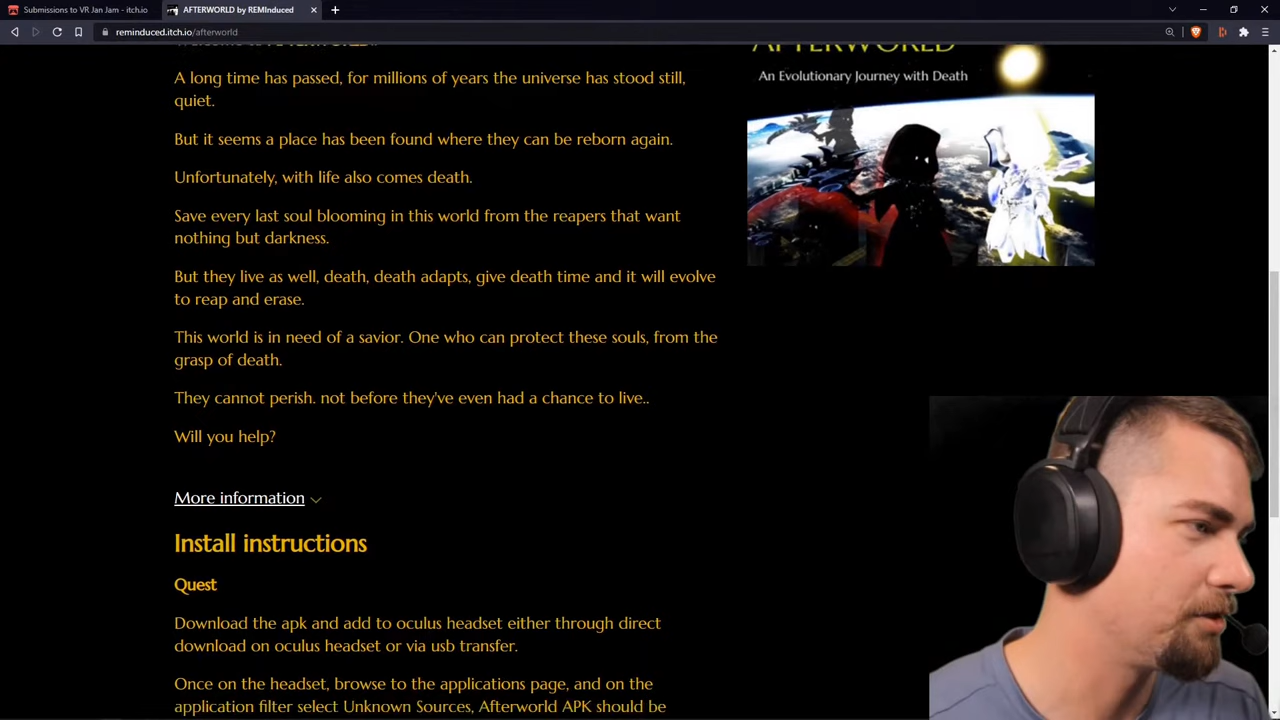 Submissions to VR Jan Jam - itch.io
AFTERWORLD by REMInduced
reminduced.itch.io/afterworld
AFTERWORLD
An Evolutionary Journey with Death
A long time has passed, for millions of years the universe has stood still,
quiet.
But it seems a place has been found where they can be reborn again.
Unfortunately, with life also comes death.
Save every last soul blooming in this world from the reapers that want
nothing but darkness.
But they live as well, death, death adapts, give death time and it will evolve
to reap and erase.
This world is in need of a savior. One who can protect these souls, from the
grasp of death.
They cannot perish. not before they've even had a chance to live..
Will you help?
More information
Install instructions
Quest
Download the apk and add to oculus headset either through direct
download on oculus headset or via usb transfer.
Once on the headset, browse to the applications page, and on the
application filter select Unknown Sources, Afterworld APK should be